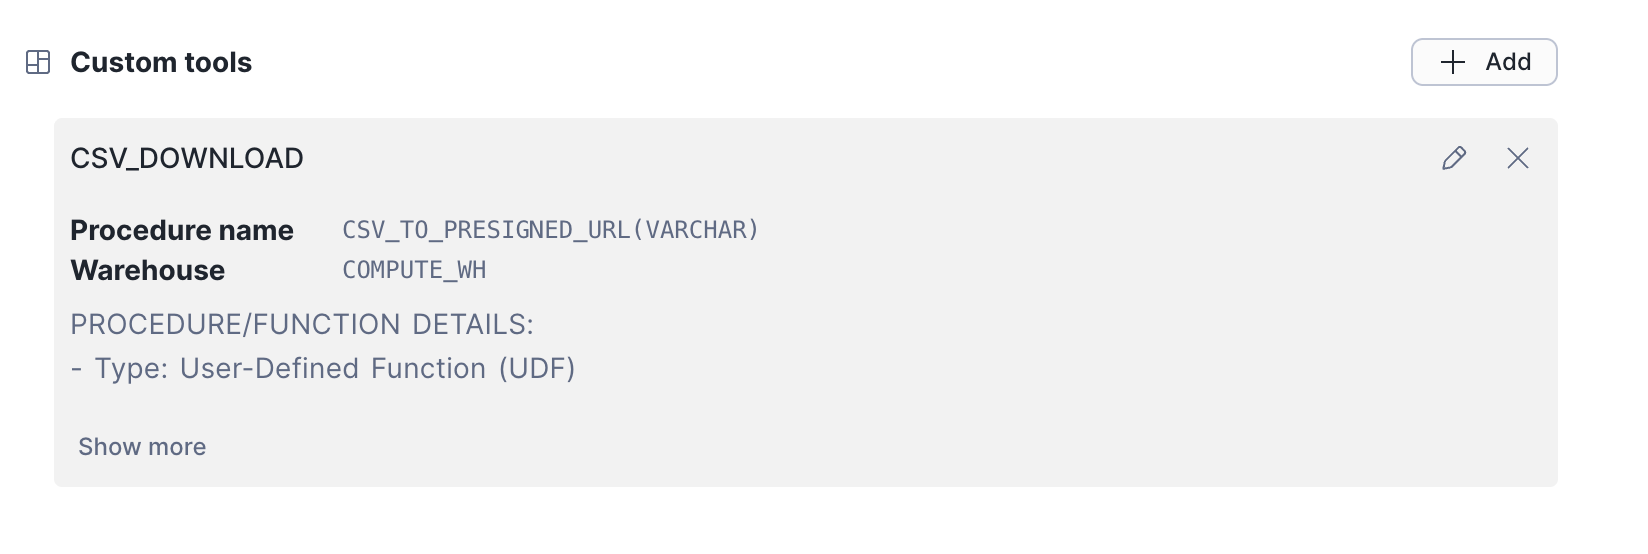 Custom tools
Add
CSV_DOWNLOAD
Procedure name CSV_TO_PRESIGNED_URL(VARCHAR)
Warehouse COMPUTE_WH
PROCEDURE/FUNCTION DETAILS:
- Type: User-Defined Function (UDF)
Show more